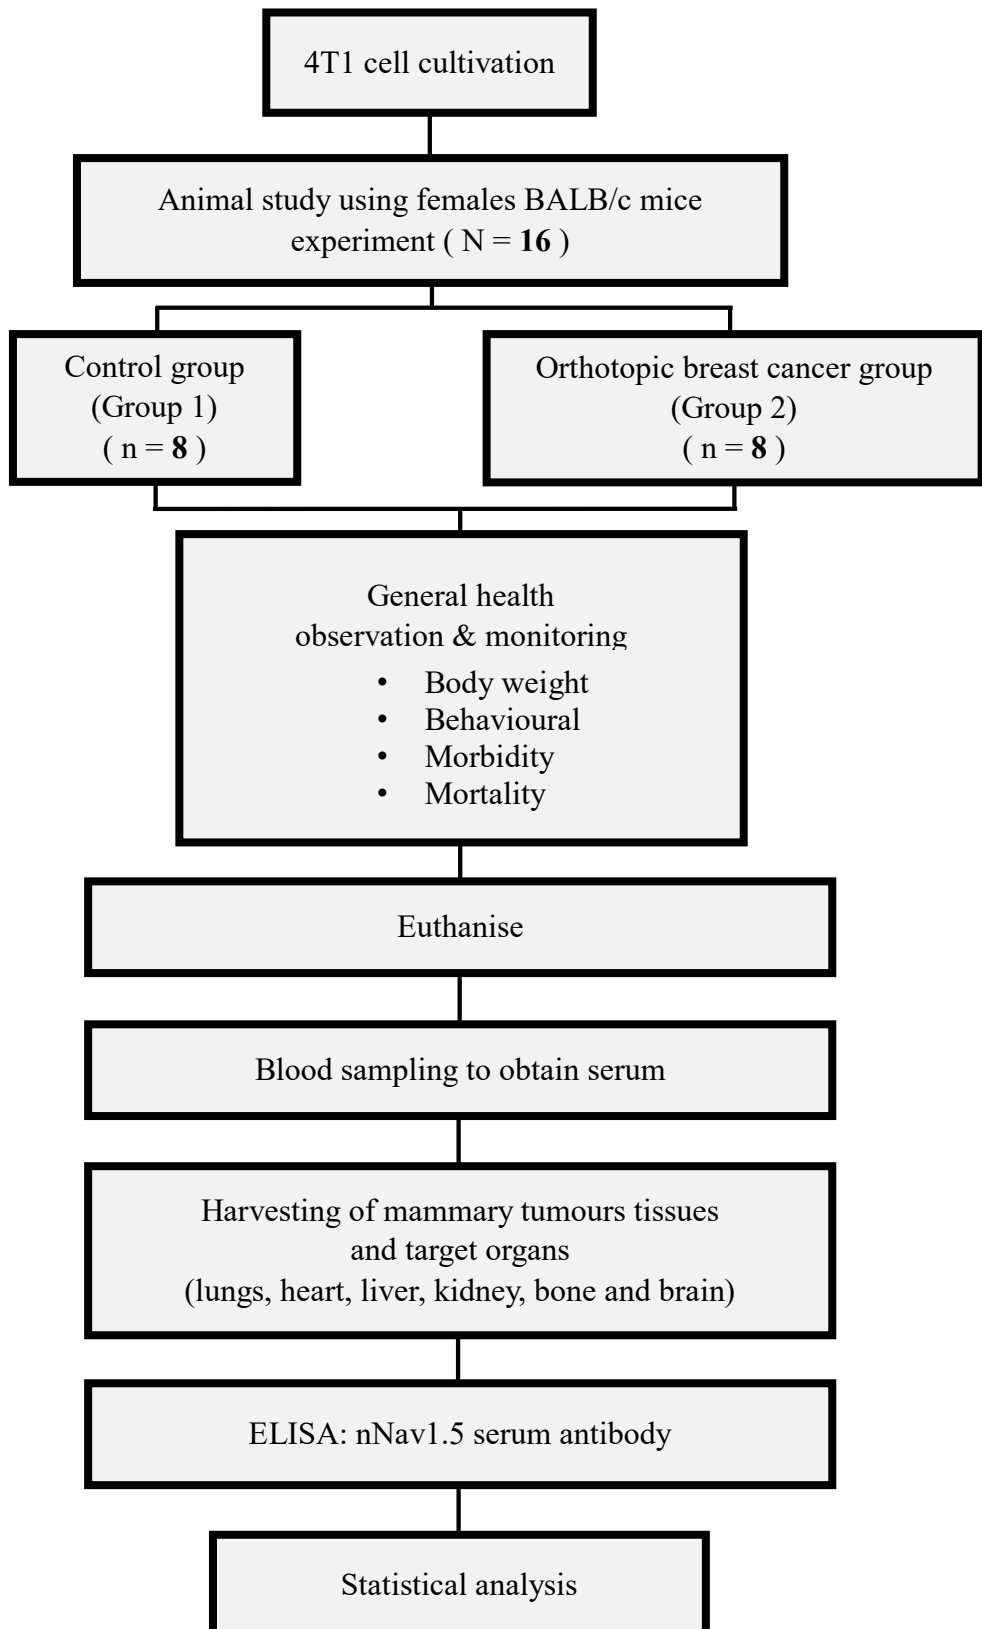 4T1 cell cultivation
Animal study using females BALB/c mice
experiment ( N = 16 )
Control group
(Group 1)
( n = 8 )
Orthotopic breast cancer group
(Group 2)
( n = 8 )
General health
observation & monitoring
• Body weight
• Behavioural
• Morbidity
• Mortality
Euthanise
Blood sampling to obtain serum
Harvesting of mammary tumours tissues
and target organs
(lungs, heart, liver, kidney, bone and brain)
ELISA: nNav1.5 serum antibody
Statistical analysis